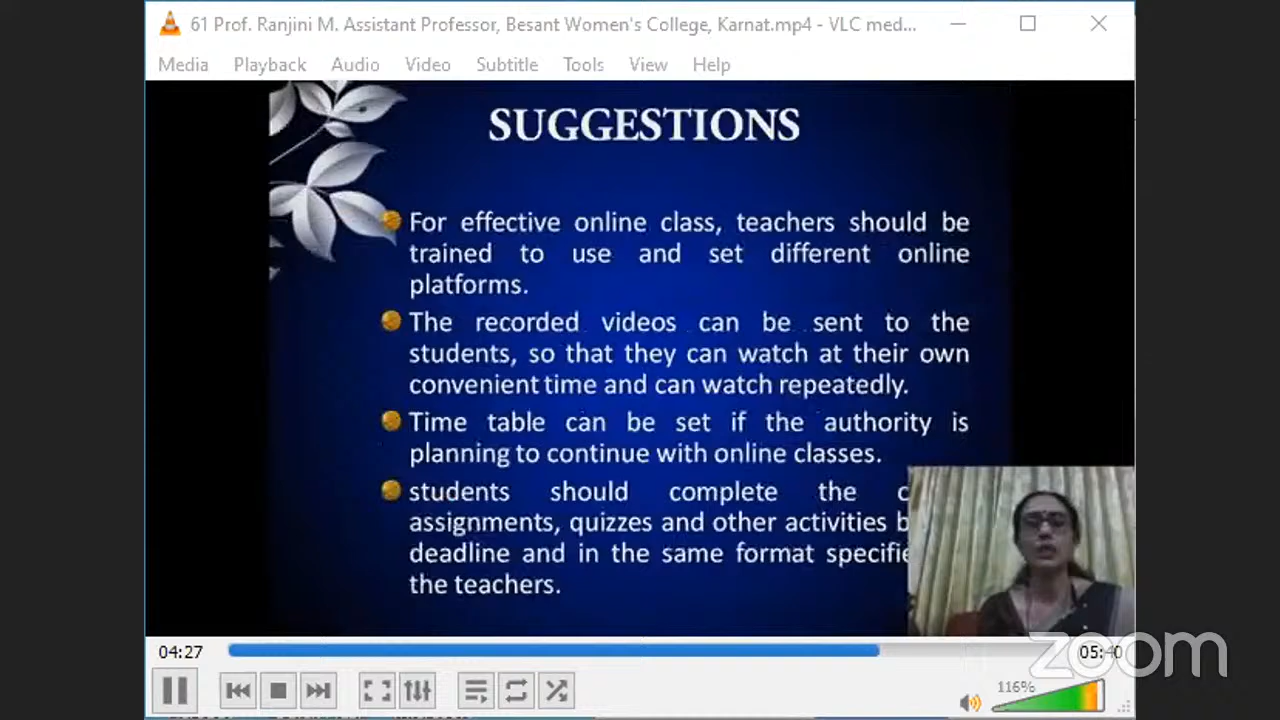 61 Prof. Ranjini M. Assistant Professor, Besant Women's College, Karnat.mp4 - VLC med...
Media Playback Audio Video Subtitle Tools View Help
SUGGESTIONS
For effective online class, teachers should be
trained to use and set different online
platforms.
The recorded videos can be sent to the
students, so that they can watch at their own
convenient time and can watch repeatedly.
Time table can be set if the authority is
planning to continue with online classes.
students should complete the
assignments, quizzes and other activities
deadline and in the same format
the teachers.
04:27
05:40
zoom
116%